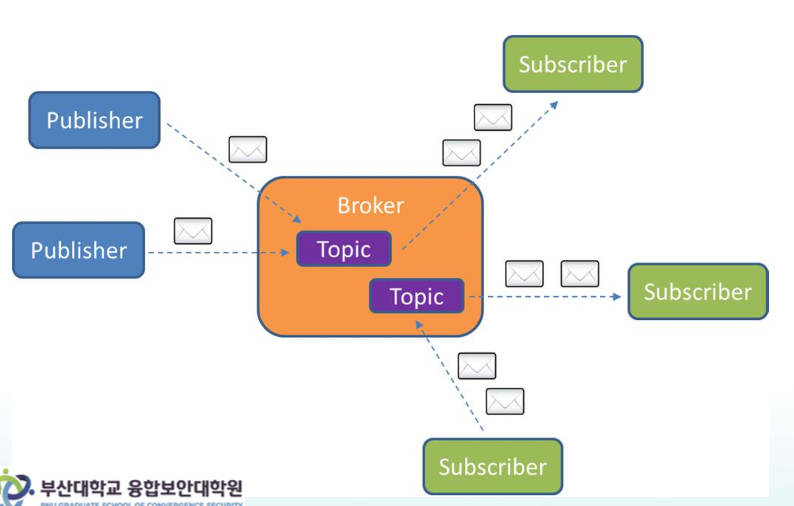 Subscriber
Publisher
Broker
Publisher
Topic
Topic
Subscriber
Subscriber
부산대학교 융합보안대학원
PNU GRADUATE SCHOOL OF CONVERGENCE SECURITY